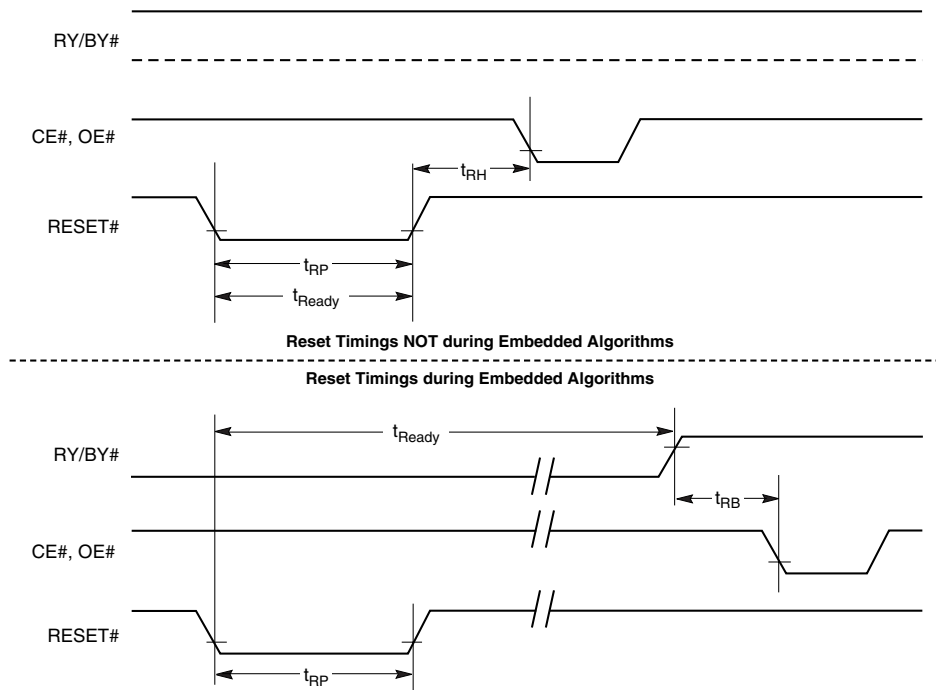 RY/BY#
CE#, OE#
tRH
RESET#
tRP
tReady
Reset Timings NOT during Embedded Algorithms
Reset Timings during Embedded Algorithms
tReady
RY/BY#
tRB
CE#, OE#
RESET#
tRP